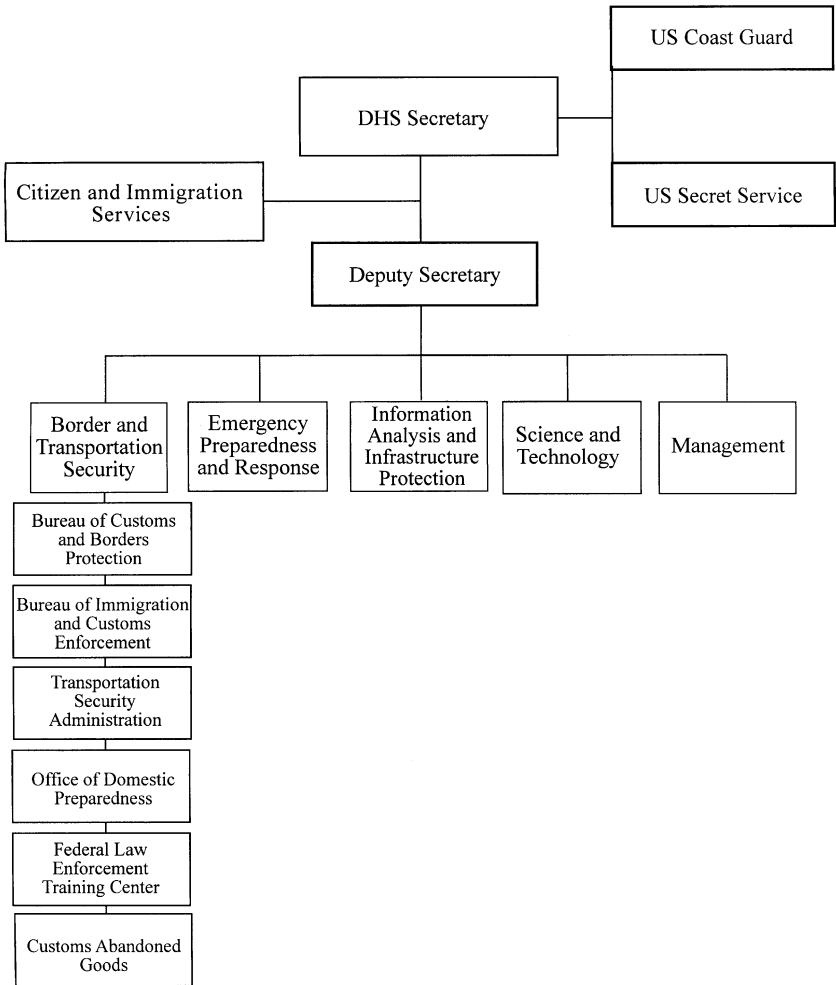 US Coast Guard
DHS Secretary
Citizen and Immigration
Services
US Secret Service
Deputy Secretary
Border and
Transportation
Security
Emergency
Preparedness
and Response
Information
Analysis and
Infrastructure
Protection
Science and
Technology
Management
Bureau of Customs
and Borders
Protection
Bureau of Immigration
and Customs
Enforcement
Transportation
Security
Administration
Office of Domestic
Preparedness
Federal Law
Enforcement
Training Center
Customs Abandoned
Goods